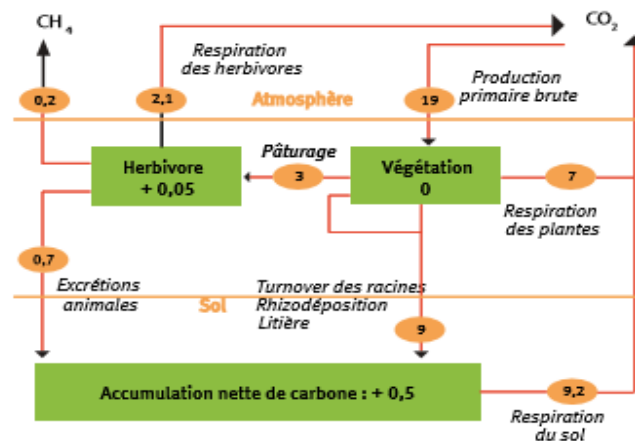 CH4
CO2
Respiration
des herbivores
0,2
2,1
Atmosphère
19
Production
primaire brute
Herbivore
+ 0,05
Pâturage
3
Végétation
0
7
Respiration
des plantes
0,7
Excrétions
animales
Sol
Turnover des racines
Rhizodéposition
Litière
9
Accumulation nette de carbone : + 0,5
9,2
Respiration
du sol